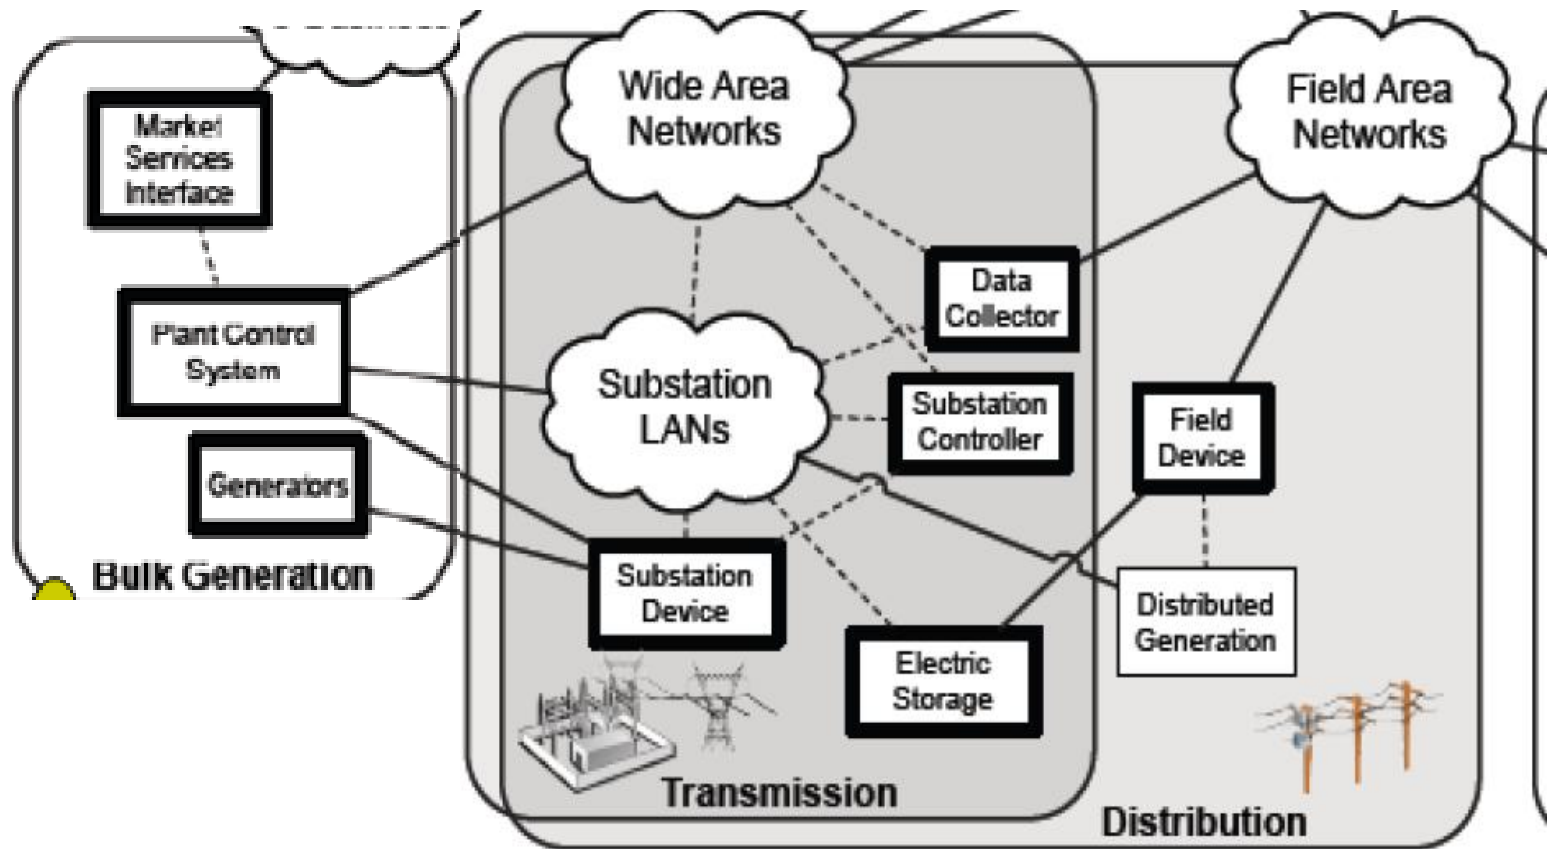 Wide Area
Networks
Field Area
Networks
Market
Services
Interface
Data
Collector
Plant Control
System
Substation
LANs
Substation
Controller
Field
Device
Generators
Bulk Generation
Substation
Device
Distributed
Generation
Electric
Storage
Transmission
Distribution